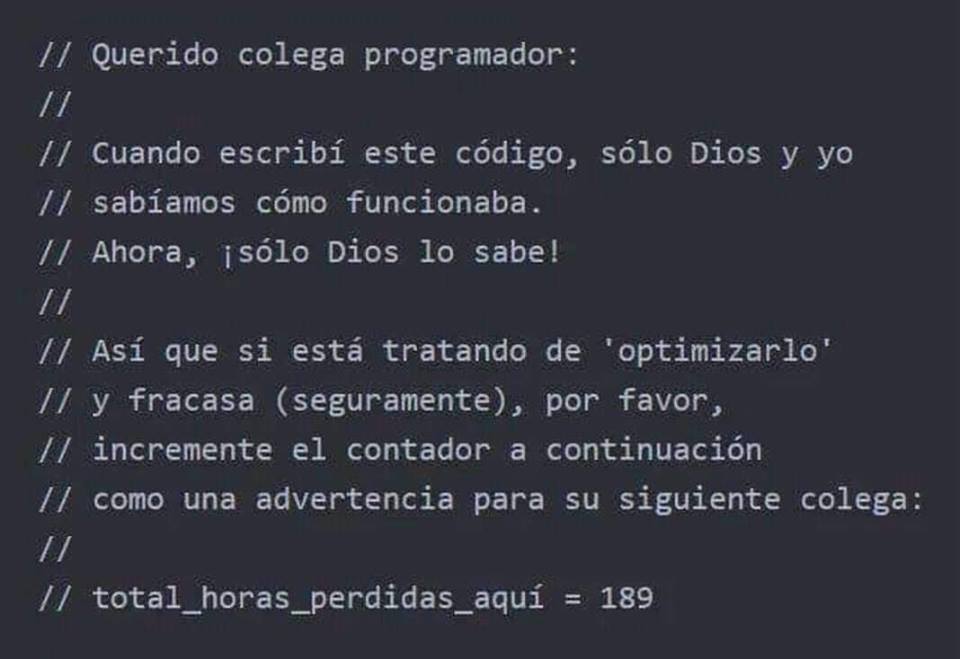 // Querido colega programador:
//
// Cuando escribí este código, sólo Dios y yo
// sabíamos cómo funcionaba.
// Ahora, ¡sólo Dios lo sabe!
//
// Así que si está tratando de 'optimizarlo'
// y fracasa (seguramente), por favor,
// incremente el contador a continuación
// como una advertencia para su siguiente colega:
//
// total_horas_perdidas_aquí = 189